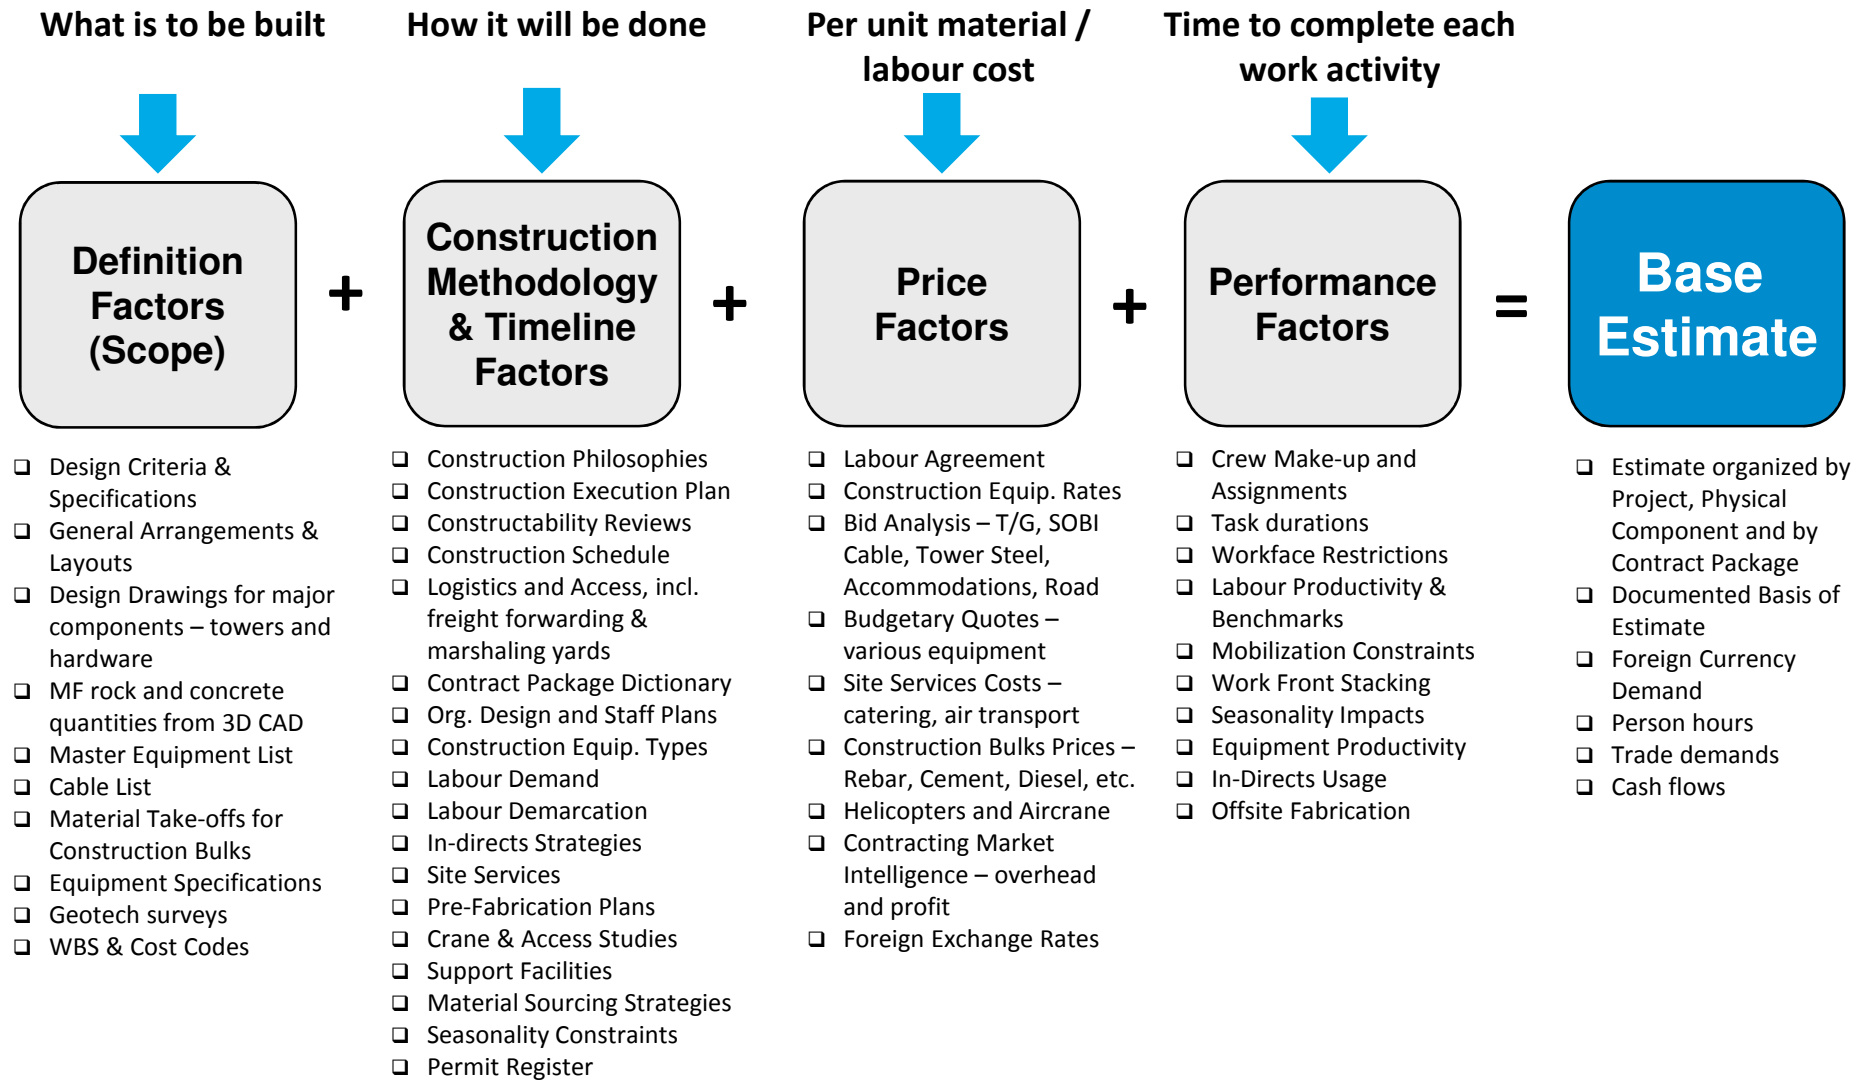 What is to be built
How it will be done
Per unit material /
labour cost
Time to complete each
work activity
Definition
Factors
(Scope)
+
Construction
Methodology
& Timeline
Factors
+
Price
Factors
+
Performance
Factors
=
Base
Estimate
❑ Design Criteria &
Specifications
❑ General Arrangements &
Layouts
❑ Design Drawings for major
components – towers and
hardware
❑ MF rock and concrete
quantities from 3D CAD
❑ Master Equipment List
❑ Cable List
❑ Material Take-offs for
Construction Bulks
❑ Equipment Specifications
❑ Geotech surveys
❑ WBS & Cost Codes
❑ Construction Philosophies
❑ Construction Execution Plan
❑ Constructability Reviews
❑ Construction Schedule
❑ Logistics and Access, incl.
freight forwarding &
marshaling yards
❑ Contract Package Dictionary
❑ Org. Design and Staff Plans
❑ Construction Equip. Types
❑ Labour Demand
❑ Labour Demarcation
❑ In-directs Strategies
❑ Site Services
❑ Pre-Fabrication Plans
❑ Crane & Access Studies
❑ Support Facilities
❑ Material Sourcing Strategies
❑ Seasonality Constraints
❑ Permit Register
❑ Labour Agreement
❑ Construction Equip. Rates
❑ Bid Analysis – T/G, SOBI
Cable, Tower Steel,
Accommodations, Road
❑ Budgetary Quotes –
various equipment
❑ Site Services Costs –
catering, air transport
❑ Construction Bulks Prices –
Rebar, Cement, Diesel, etc.
❑ Helicopters and Aircrane
❑ Contracting Market
Intelligence – overhead
and profit
❑ Foreign Exchange Rates
❑ Crew Make-up and
Assignments
❑ Task durations
❑ Workface Restrictions
❑ Labour Productivity &
Benchmarks
❑ Mobilization Constraints
❑ Work Front Stacking
❑ Seasonality Impacts
❑ Equipment Productivity
❑ In-Directs Usage
❑ Offsite Fabrication
❑ Estimate organized by
Project, Physical
Component and by
Contract Package
❑ Documented Basis of
Estimate
❑ Foreign Currency
Demand
❑ Person hours
❑ Trade demands
❑ Cash flows